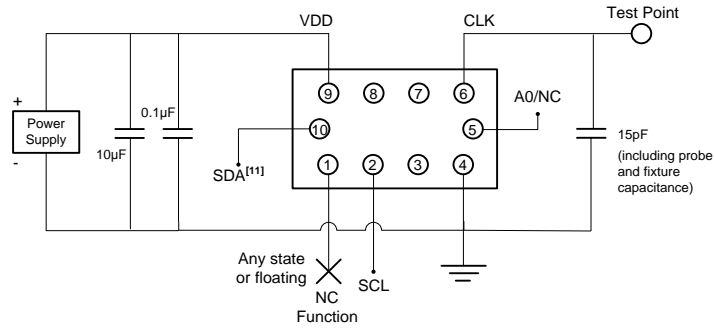 VDD
CLK
Test Point
+
Power
Supply
-
10µF
0.1µF
9
8
7
6
10
5
1
2
3
4
A0/NC
SDA[11]
15pF
(including probe
and fixture
capacitance)
Any state
or floating
NC
Function
SCL